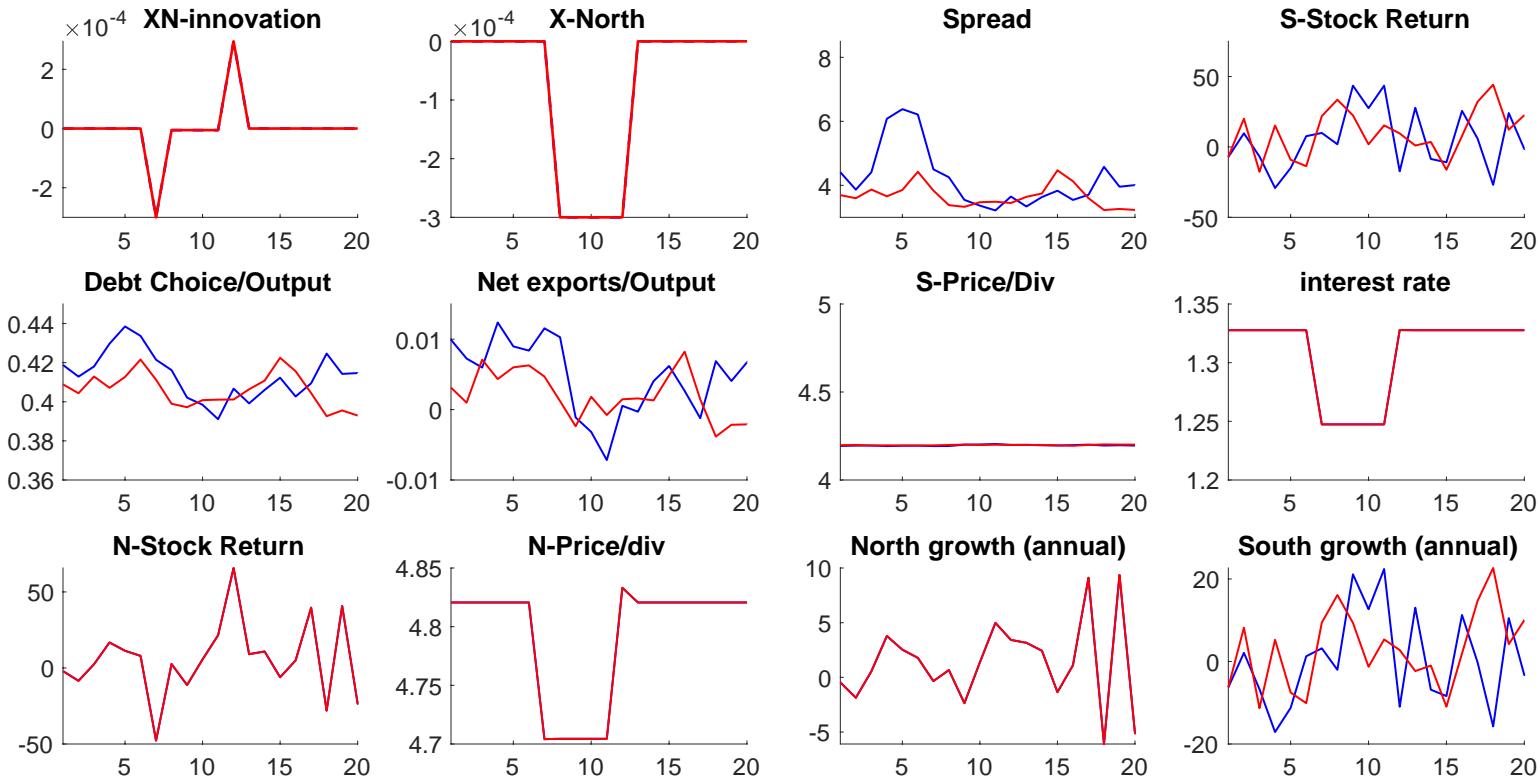 XN-innovation
×10-4
2
0
-2
5 10 15 20
X-North
×10-4
0
-1
-2
-3
5 10 15 20
Spread
8
6
4
5 10 15 20
S-Stock Return
50
0
-50
5 10 15 20
Debt Choice/Output
0.44
0.42
0.4
0.38
0.36
5 10 15 20
Net exports/Output
0.01
0
-0.01
5 10 15 20
S-Price/Div
5
4.5
4
5 10 15 20
interest rate
1.35
1.3
1.25
1.2
5 10 15 20
N-Stock Return
50
0
-50
5 10 15 20
N-Price/div
4.85
4.8
4.75
4.7
5 10 15 20
North growth (annual)
10
5
0
-5
5 10 15 20
South growth (annual)
20
0
-20
5 10 15 20